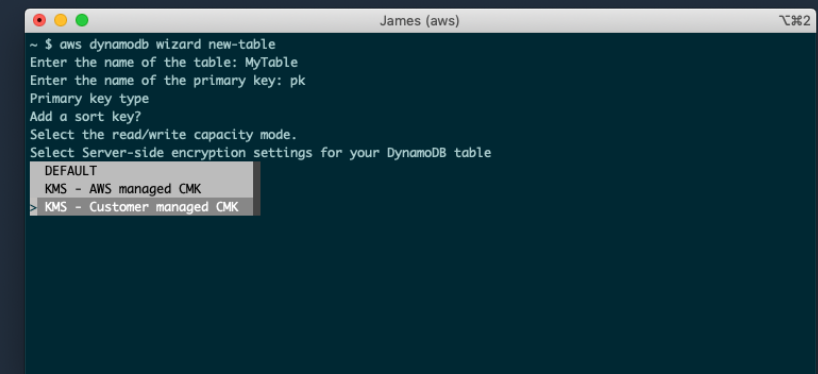 James (aws)
⌥⌘2
~ $ aws dynamodb wizard new-table
Enter the name of the table: MyTable
Enter the name of the primary key: pk
Primary key type
Add a sort key?
Select the read/write capacity mode.
Select Server-side encryption settings for your DynamoDB table
DEFAULT
KMS - AWS managed CMK
> KMS - Customer managed CMK